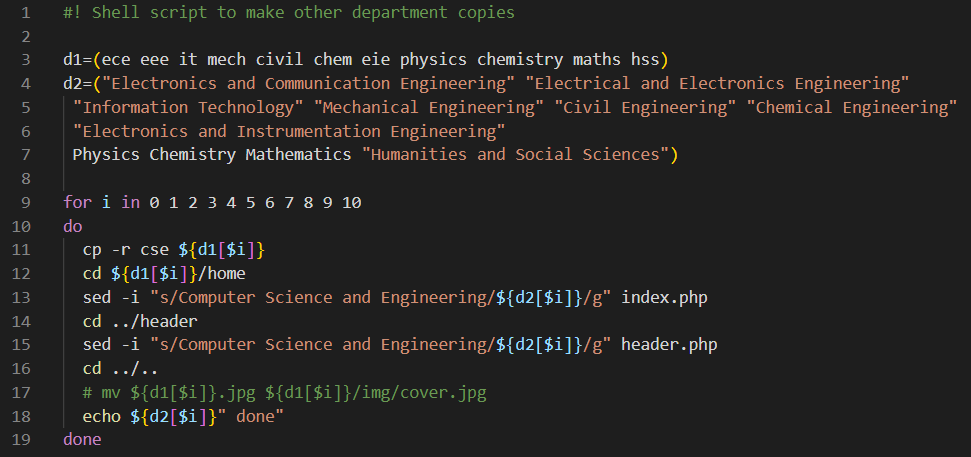 1 #! Shell script to make other department copies
2
3 d1=(ece eee it mech civil chem eie physics chemistry maths hss)
4 d2=("Electronics and Communication Engineering" "Electrical and Electronics Engineering"
5 "Information Technology" "Mechanical Engineering" "Civil Engineering" "Chemical Engineering"
6 "Electronics and Instrumentation Engineering"
7 Physics Chemistry Mathematics "Humanities and Social Sciences")
8
9 for i in 0 1 2 3 4 5 6 7 8 9 10
10 do
11 cp -r cse ${d1[$i]}
12 cd ${d1[$i]}/home
13 sed -i "s/Computer Science and Engineering/${d2[$i]}/g" index.php
14 cd ../header
15 sed -i "s/Computer Science and Engineering/${d2[$i]}/g" header.php
16 cd ../..
17 # mv ${d1[$i]}.jpg ${d1[$i]}/img/cover.jpg
18 echo ${d2[$i]}" done"
19 done